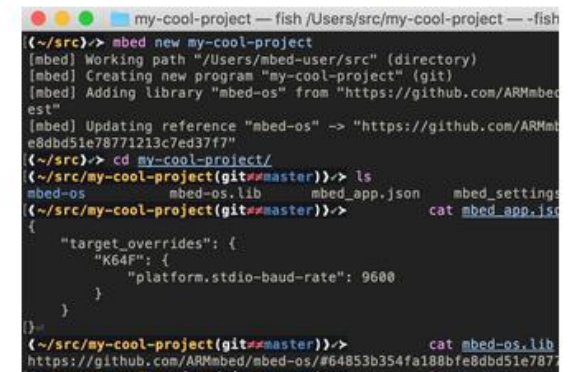 my-cool-project — fish /Users/src/my-cool-project — -fish
(~/src)✓> mbed new my-cool-project
[mbed] Working path "/Users/mbed-user/src" (directory)
[mbed] Creating new program "my-cool-project" (git)
[mbed] Adding library "mbed-os" from "https://github.com/ARMmbed
est"
[mbed] Updating reference "mbed-os" -> "https://github.com/ARMmb
e8dbd51e78771213c7ed37f7"
(~/src)✓> cd my-cool-project/
(~/src/my-cool-project(git≠≠master))✓> ls
mbed-os mbed-os.lib mbed_app.json mbed_settings
(~/src/my-cool-project(git≠≠master))✓> cat mbed_app.jso
{
"target_overrides": {
"K64F": {
"platform.stdio-baud-rate": 9600
}
}
}⏎
(~/src/my-cool-project(git≠≠master))✓> cat mbed-os.lib
https://github.com/ARMmbed/mbed-os/#64853b354fa188bfe8dbd51e7877